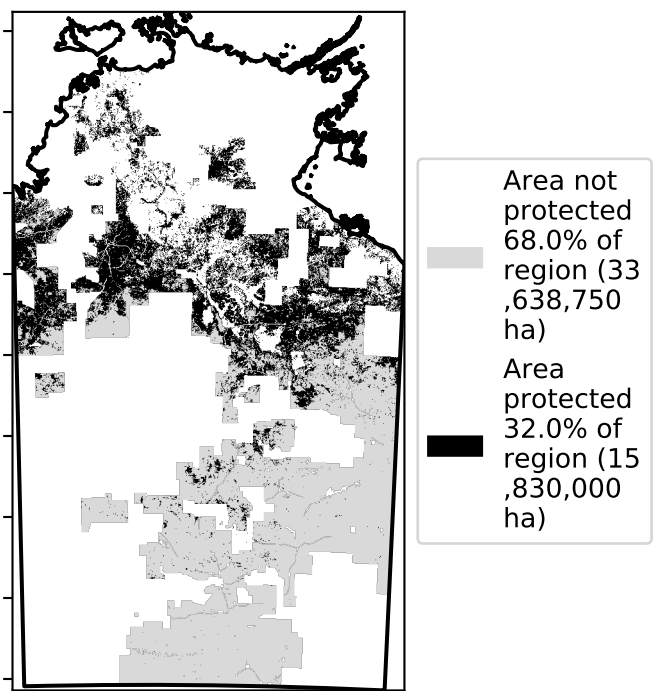 Area not
protected
68.0% of
region (33
,638,750
ha)
Area
protected
32.0% of
region (15
,830,000
ha)